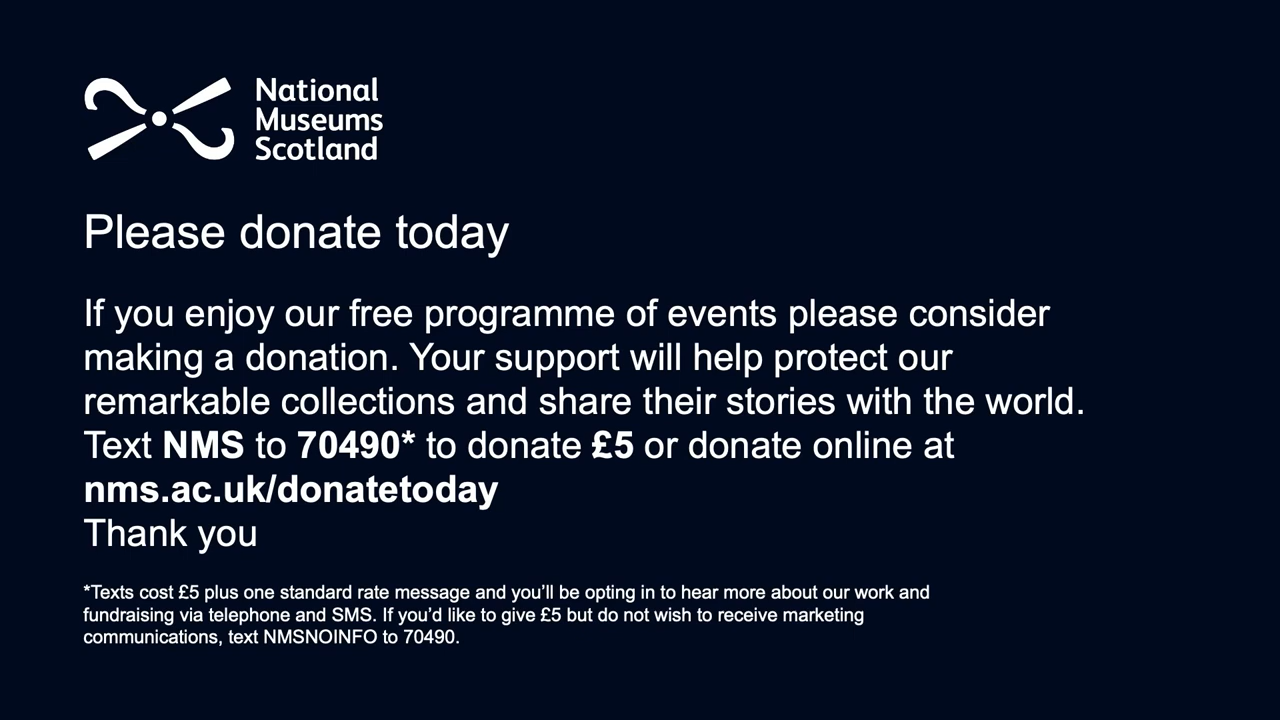 National
Museums
Scotland
Please donate today
If you enjoy our free programme of events please consider
making a donation. Your support will help protect our
remarkable collections and share their stories with the world.
Text NMS to 70490* to donate £5 or donate online at
nms.ac.uk/donatetoday
Thank you
*Texts cost £5 plus one standard rate message and you’ll be opting in to hear more about our work and
fundraising via telephone and SMS. If you’d like to give £5 but do not wish to receive marketing
communications, text NMSNOINFO to 70490.